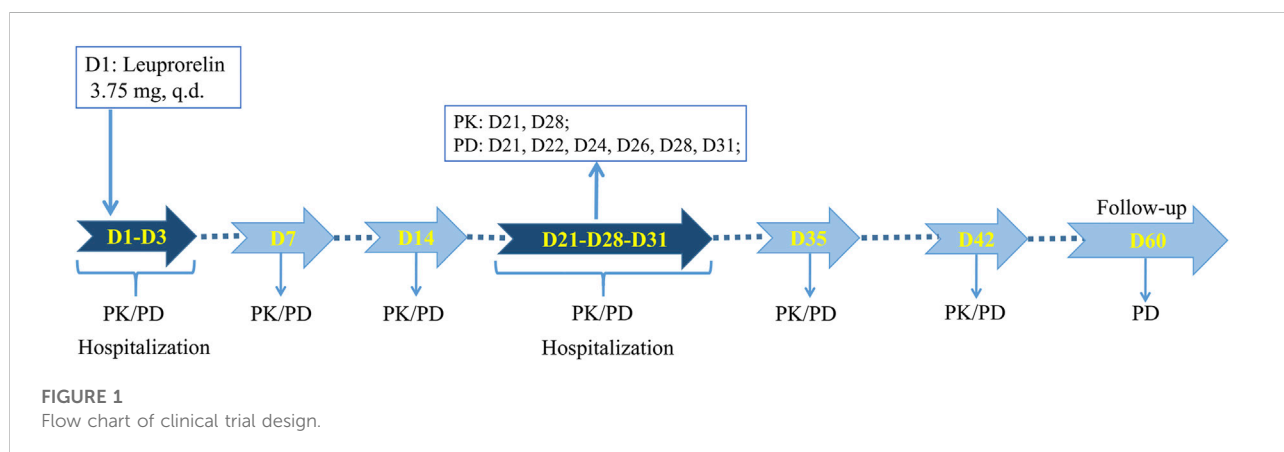 D1: Leuprorelin
3.75 mg, q.d.
PK: D21, D28;
PD: D21, D22, D24, D26, D28, D31;
Follow-up
D1-D3
D7
D14
D21-D28-D31
D35
D42
D60
PK/PD
PK/PD
PK/PD
PK/PD
PK/PD
PK/PD
PD
Hospitalization
Hospitalization
FIGURE 1
Flow chart of clinical trial design.